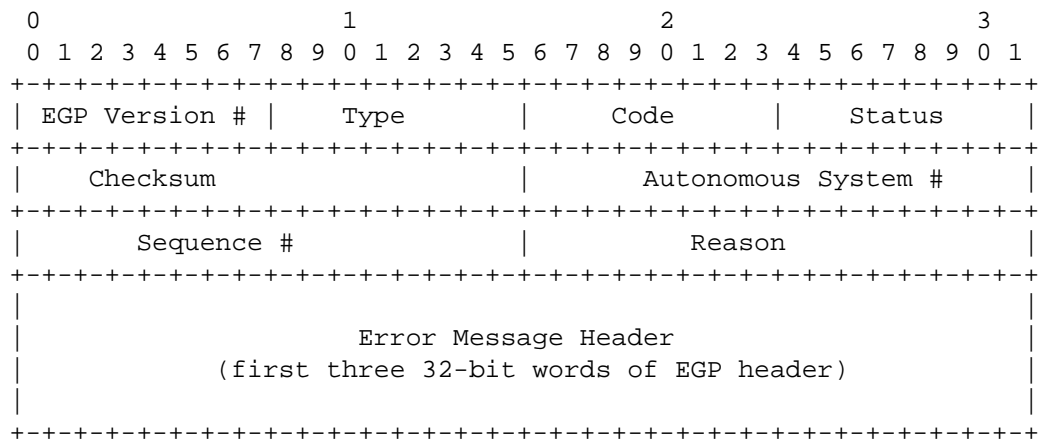 0                   1                   2                   3
 0 1 2 3 4 5 6 7 8 9 0 1 2 3 4 5 6 7 8 9 0 1 2 3 4 5 6 7 8 9 0 1
+-+-+-+-+-+-+-+-+-+-+-+-+-+-+-+-+-+-+-+-+-+-+-+-+-+-+-+-+-+-+-+-+
| EGP Version # |    Type       |     Code      |    Status     |
+-+-+-+-+-+-+-+-+-+-+-+-+-+-+-+-+-+-+-+-+-+-+-+-+-+-+-+-+-+-+-+-+
|    Checksum                   |       Autonomous System #     |
+-+-+-+-+-+-+-+-+-+-+-+-+-+-+-+-+-+-+-+-+-+-+-+-+-+-+-+-+-+-+-+-+
|       Sequence #              |          Reason               |
+-+-+-+-+-+-+-+-+-+-+-+-+-+-+-+-+-+-+-+-+-+-+-+-+-+-+-+-+-+-+-+-+
|                                                               |
|                     Error Message Header                      |
|            (first three 32-bit words of EGP header)           |
|                                                               |
+-+-+-+-+-+-+-+-+-+-+-+-+-+-+-+-+-+-+-+-+-+-+-+-+-+-+-+-+-+-+-+-+